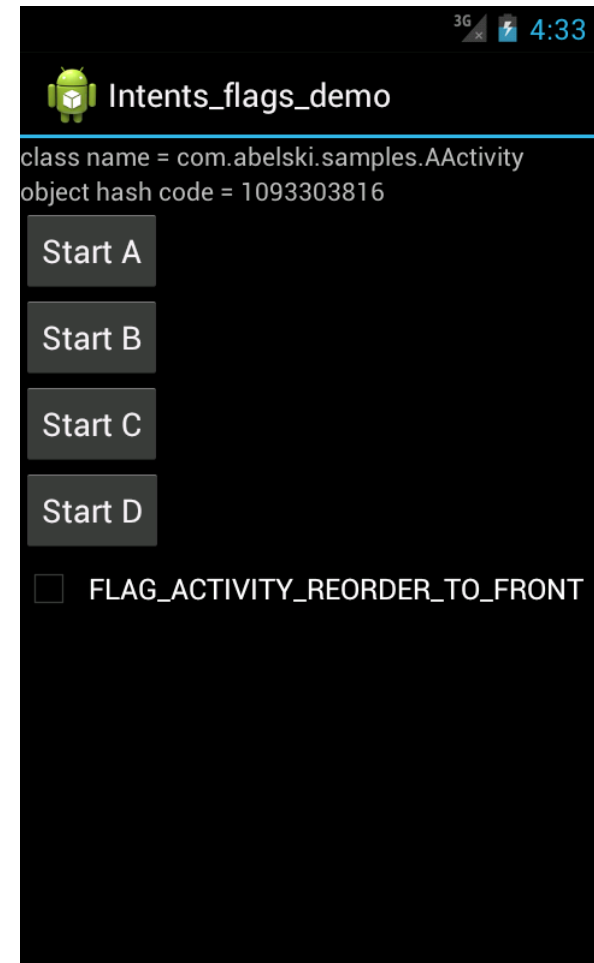 3G 4:33
Intents_flags_demo
class name = com.abelski.samples.AActivity
object hash code = 1093303816
Start A
Start B
Start C
Start D
FLAG_ACTIVITY_REORDER_TO_FRONT